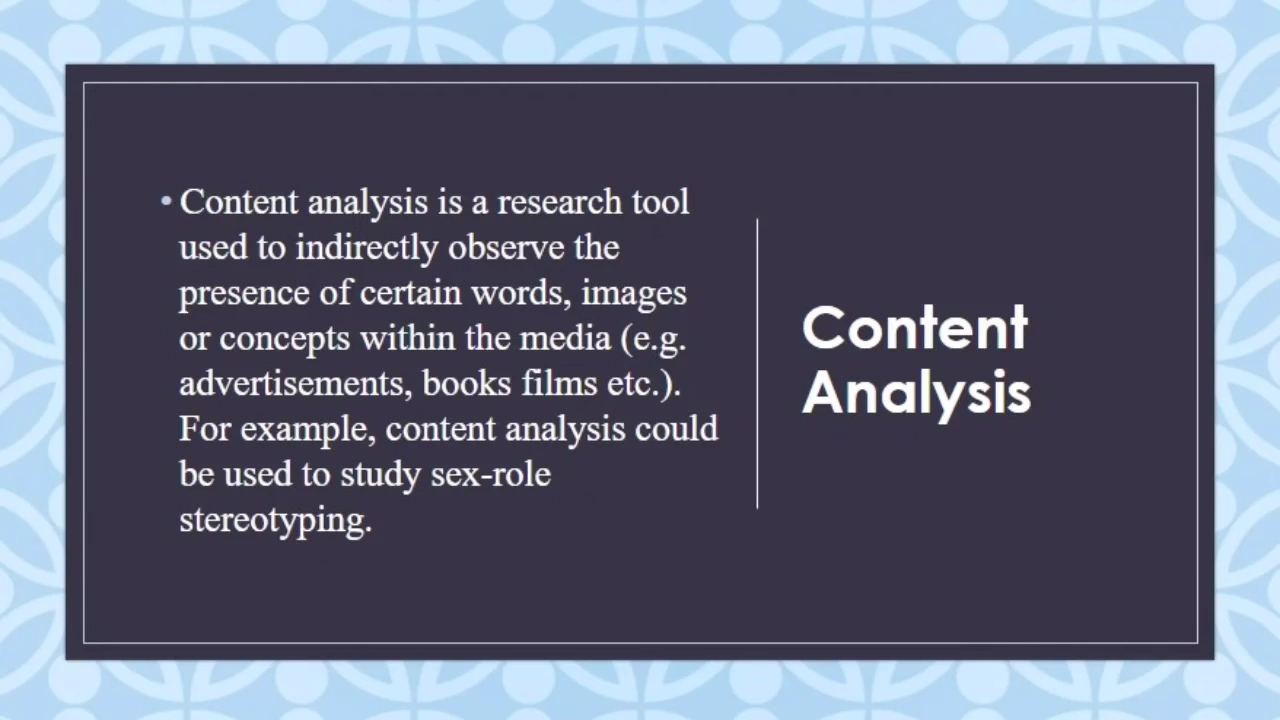 • Content analysis is a research tool
used to indirectly observe the
presence of certain words, images
or concepts within the media (e.g.
advertisements, books films etc.).
For example, content analysis could
be used to study sex-role
stereotyping.
Content
Analysis